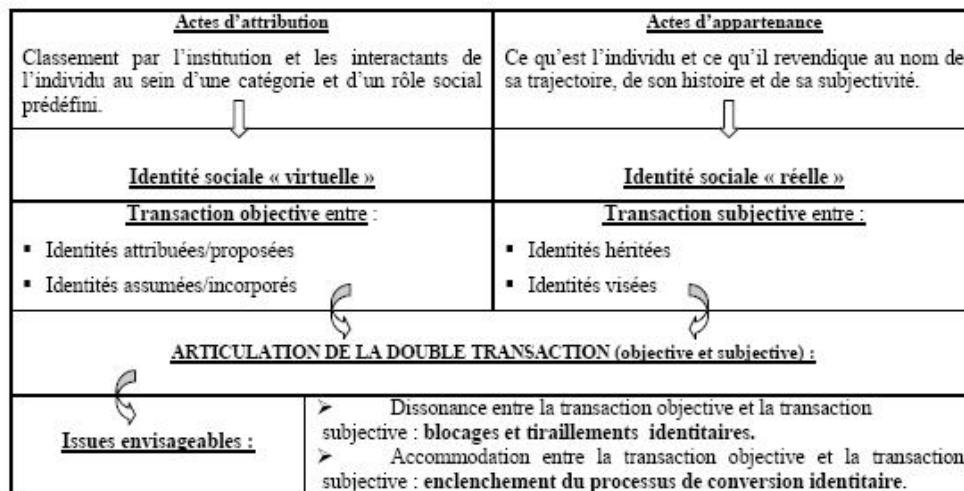 Actes d'attribution
Classement par l'institution et les interactants de
l'individu au sein d'une catégorie et d'un rôle social
prédéfini.
Identité sociale « virtuelle »
Actes d'appartenance
Ce qu'est l'individu et ce qu'il revendique au nom de
sa trajectoire, de son histoire et de sa subjectivité.
Identité sociale « réelle »
Transaction objective entre :
▪ Identités attribuées/proposées
▪ Identités assumées/incorporés
Transaction subjective entre :
▪ Identités héritées
▪ Identités visées
ARTICULATION DE LA DOUBLE TRANSACTION (objective et subjective) :
Issues envisageables :
➢ Dissonance entre la transaction objective et la transaction
subjective : blocages et tiraillements identitaires.
➢ Accommodation entre la transaction objective et la transaction
subjective : enclenchement du processus de conversion identitaire.